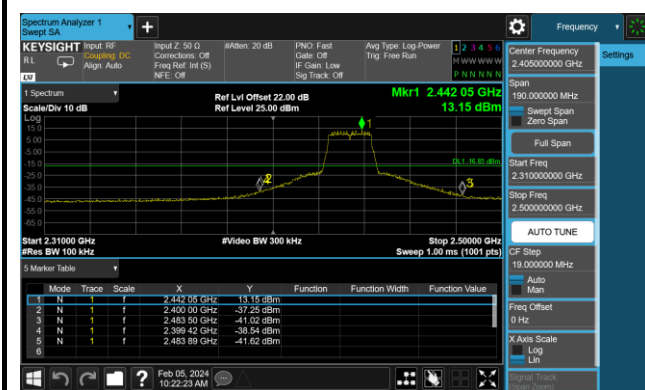 Spectrum Analyzer 1
Swept SA
Frequency
KEYSIGHT
RL
Input: RF
Coupling: DC
Align: Auto
Input Z: 50 Ω
Corrections: Off
Freq Ref: Int (S)
NFE: Off
#Atten: 20 dB
PNO: Fast
Gate: Off
IF Gain: Low
Sig Track: Off
Avg Type: Log-Power
Trig: Free Run
1 2 3 4 5 6
M W W W W W
P N N N N N
LXI
1 Spectrum
Scale/Div 10 dB
Ref Lvl Offset 22.00 dB
Ref Level 25.00 dBm
Mkr1 2.442 05 GHz
13.15 dBm
Log
15.0
5.00
-5.00
-15.0
-25.0
-35.0
-45.0
-55.0
-65.0
1
DL1 -16.85 dBm
2
3
Start 2.31000 GHz
#Res BW 100 kHz
#Video BW 300 kHz
Stop 2.50000 GHz
Sweep 1.00 ms (1001 pts)
5 Marker Table
Mode Trace Scale X Y Function Function Width Function Value
1 N 1 f 2.442 05 GHz 13.15 dBm
2 N 1 f 2.400 00 GHz -37.25 dBm
3 N 1 f 2.483 50 GHz -41.02 dBm
4 N 1 f 2.399 42 GHz -38.54 dBm
5 N 1 f 2.483 89 GHz -41.62 dBm
6
Feb 05, 2024
10:22:23 AM
Center Frequency
2.405000000 GHz
Settings
Span
190.000000 MHz
Swept Span
Zero Span
Full Span
Start Freq
2.310000000 GHz
Stop Freq
2.500000000 GHz
AUTO TUNE
CF Step
19.000000 MHz
Auto
Man
Freq Offset
0 Hz
X Axis Scale
Log
Lin
Signal Track
(Span Zoom)